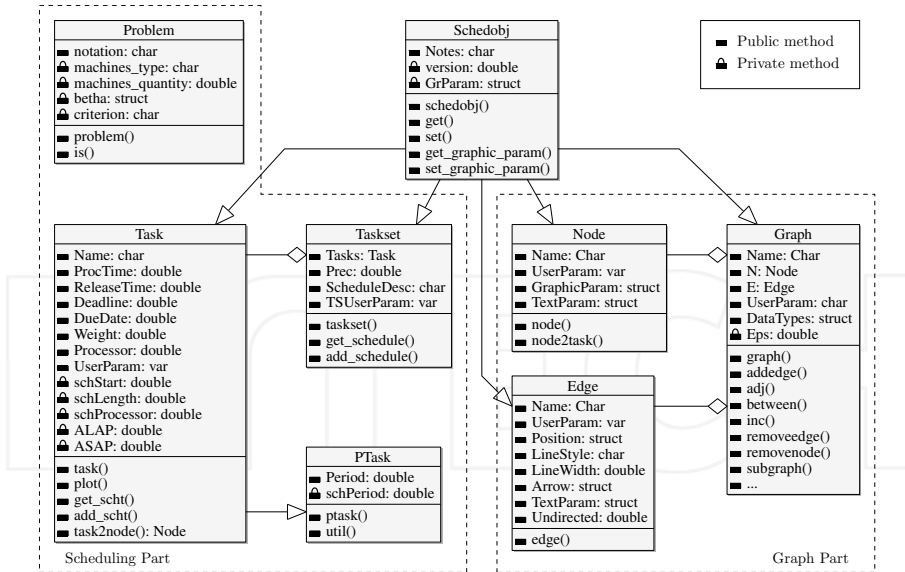 Problem
notation: char
machines_type: char
machines_quantity: double
betha: struct
criterion: char
problem()
is()
Schedobj
Notes: char
version: double
GrParam: struct
schedobj()
get()
set()
get_graphic_param()
set_graphic_param()
Public method
Private method
Task
Name: char
ProcTime: double
ReleaseTime: double
Deadline: double
DueDate: double
Weight: double
Processor: double
UserParam: var
schStart: double
schLength: double
schProcessor: double
ALAP: double
ASAP: double
task()
plot()
get_scht()
add_scht()
task2node(): Node
Taskset
Tasks: Task
Prec: double
ScheduleDesc: char
TSUserParam: var
taskset()
get_schedule()
add_schedule()
PTask
Period: double
schPeriod: double
ptask()
util()
Scheduling Part
Node
Name: Char
UserParam: var
GraphicParam: struct
TextParam: struct
node()
node2task()
Edge
Name: Char
UserParam: var
Position: struct
LineStyle: char
LineWidth: double
Arrow: struct
TextParam: struct
Undirected: double
edge()
Graph
Name: Char
N: Node
E: Edge
UserParam: char
DataTypes: struct
Eps: double
graph()
addedge()
adj()
between()
inc()
removeedge()
removenode()
subgraph()
...
Graph Part